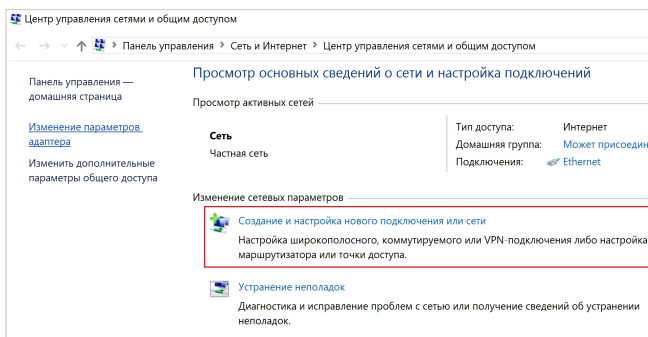 Центр управления сетями и общим доступом
Панель управления > Сеть и Интернет > Центр управления сетями и общим доступом
Панель управления —
домашняя страница
Изменение параметров
адаптера
Изменить дополнительные
параметры общего доступа
Просмотр основных сведений о сети и настройка подключений
Просмотр активных сетей
Сеть
Частная сеть
Тип доступа: Интернет
Домашняя группа: Может присоедин
Подключения: Ethernet
Изменение сетевых параметров
Создание и настройка нового подключения или сети
Настройка широкополосного, коммутируемого или VPN-подключения либо настройка
маршрутизатора или точки доступа.
Устранение неполадок
Диагностика и исправление проблем с сетью или получение сведений об устранении
неполадок.